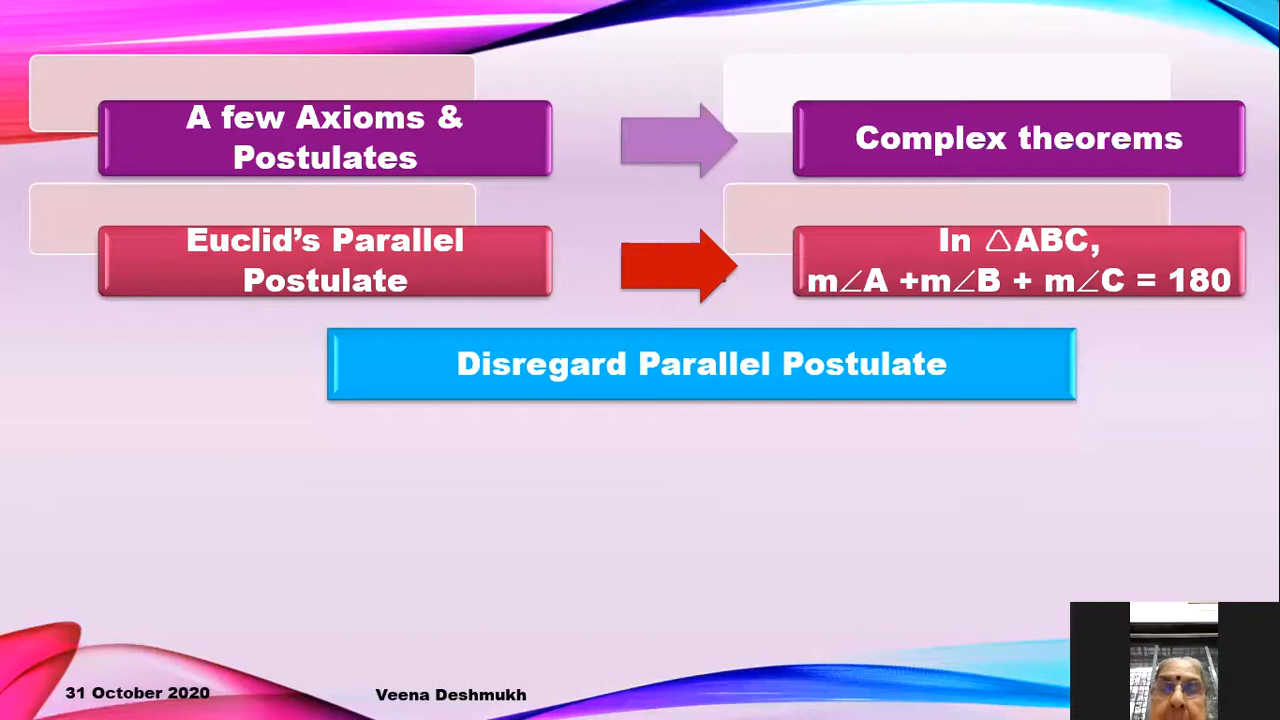 A few Axioms &
Postulates
Complex theorems
Euclid’s Parallel
Postulate
In △ABC,
m∠A +m∠B + m∠C = 180
Disregard Parallel Postulate
31 October 2020
Veena Deshmukh